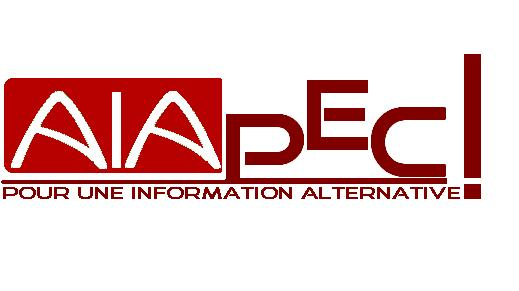 AIAPEC!
POUR UNE INFORMATION ALTERNATIVE